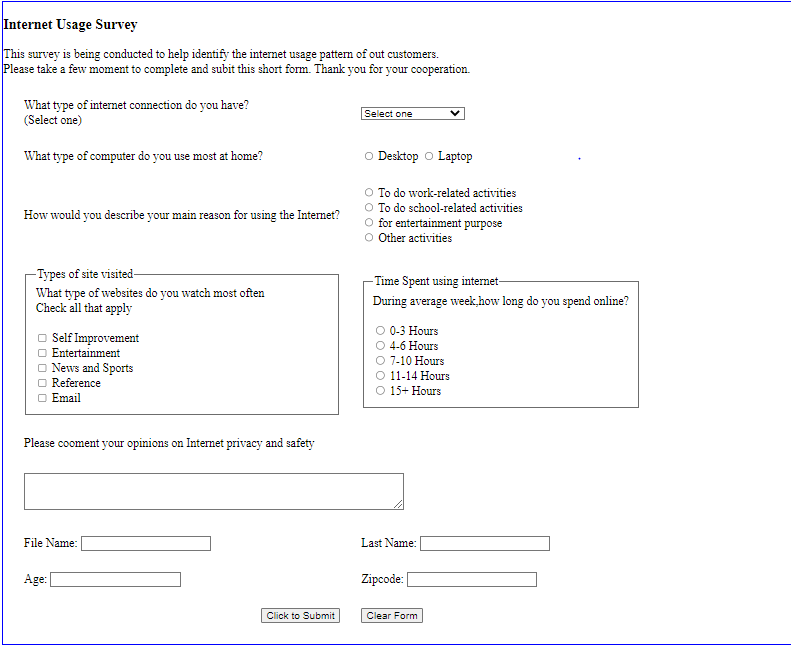 Internet Usage Survey
This survey is being conducted to help identify the internet usage pattern of out customers.
Please take a few moment to complete and subit this short form. Thank you for your cooperation.
What type of internet connection do you have?
(Select one)
Select one
What type of computer do you use most at home?
Desktop Laptop
How would you describe your main reason for using the Internet?
To do work-related activities
To do school-related activities
for entertainment purpose
Other activities
Types of site visited
What type of websites do you watch most often
Check all that apply
Self Improvement
Entertainment
News and Sports
Reference
Email
Time Spent using internet
During average week,how long do you spend online?
0-3 Hours
4-6 Hours
7-10 Hours
11-14 Hours
15+ Hours
Please cooment your opinions on Internet privacy and safety
File Name:
Last Name:
Age:
Zipcode:
Click to Submit
Clear Form